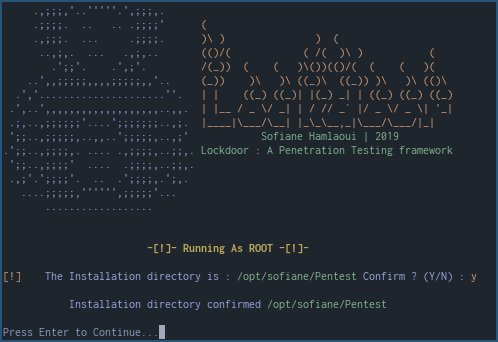 Sofiane Hamlaoui | 2019
Lockdoor : A Penetration Testing framework
-[!]- Running As ROOT -[!]-
[!] The Installation directory is : /opt/sofiane/Pentest Confirm ? (Y/N) : y
Installation directory confirmed /opt/sofiane/Pentest
Press Enter to Continue...